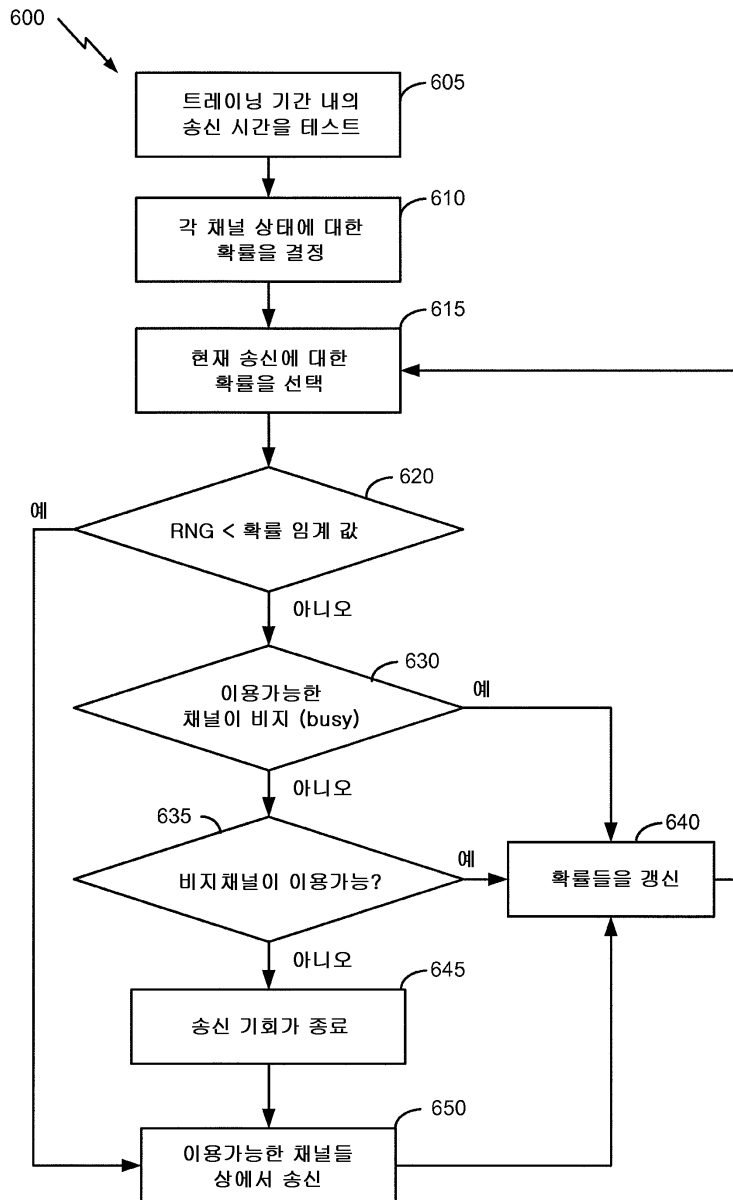 600
605
트레이닝 기간 내의
송신 시간을 테스트
610
각 채널 상태에 대한
확률을 결정
615
현재 송신에 대한
확률을 선택
620
예
RNG < 확률 임계 값
아니오
630
이용가능한
채널이 비지 (busy)
예
아니오
635
640
비지채널이 이용가능?
예
확률들을 갱신
아니오
645
송신 기회가 종료
650
이용가능한 채널들
상에서 송신